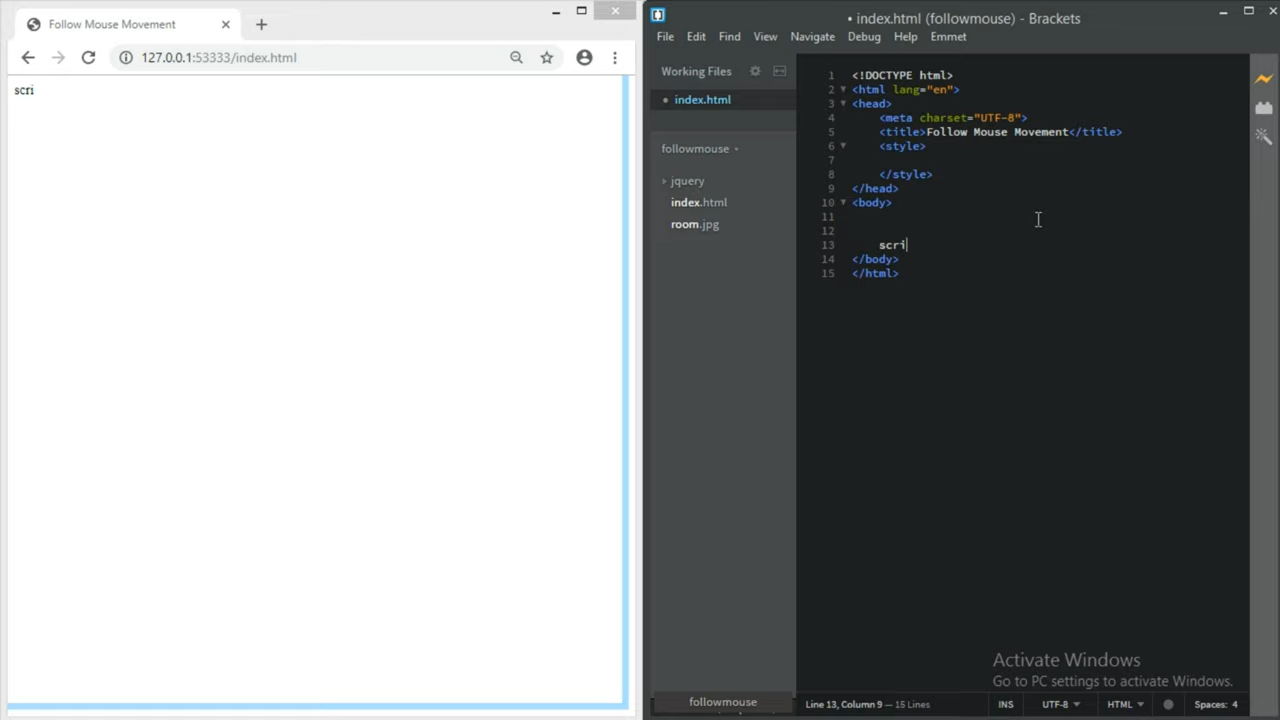 Follow Mouse Movement
127.0.0.1:53333/index.html
scri
• index.html (followmouse) - Brackets
File Edit Find View Navigate Debug Help Emmet
Working Files
index.html
followmouse
jquery
index.html
room.jpg
1 <!DOCTYPE html>
2 <html lang="en">
3 <head>
4 <meta charset="UTF-8">
5 <title>Follow Mouse Movement</title>
6 <style>
7
8 </style>
9 </head>
10 <body>
11
12
13 scri
14 </body>
15 </html>
Activate Windows
Go to PC settings to activate Windows.
followmouse
Line 13, Column 9 — 15 Lines INS UTF-8 HTML Spaces: 4